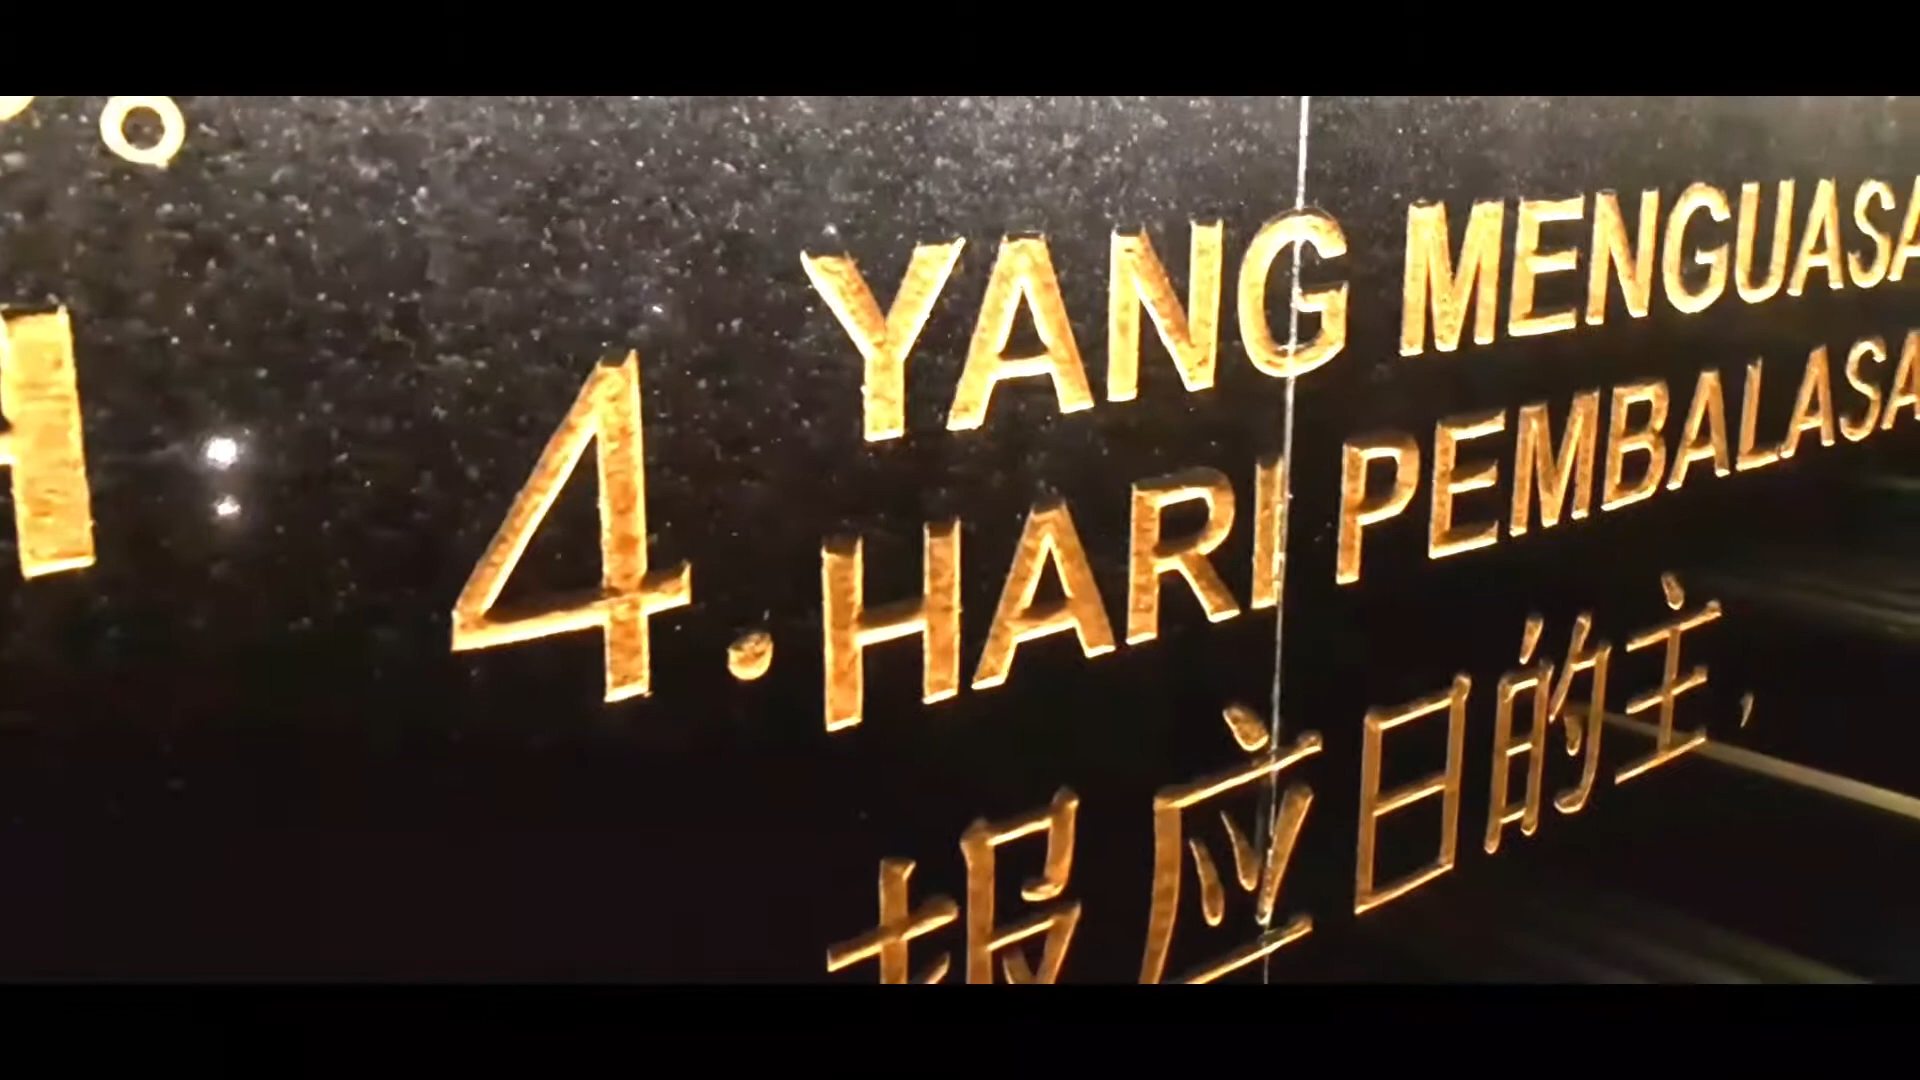 4. YANG MENGUASA
HARI PEMBALASA
报应日的主,